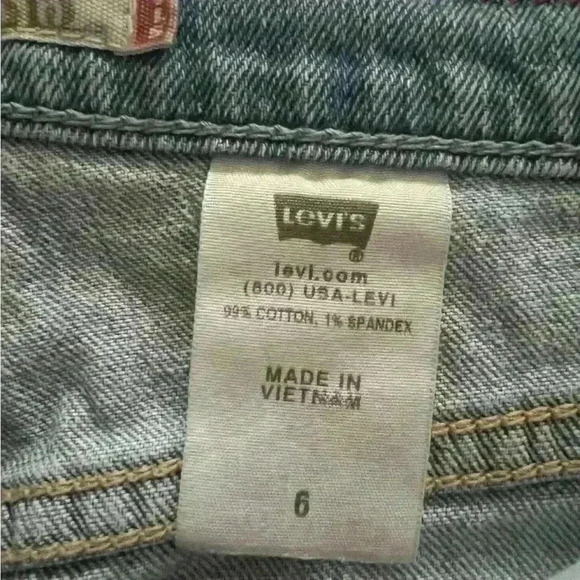 Levi's
®
levi.com
(800) USA-LEVI
99% COTTON, 1% SPANDEX
MADE IN
VIETNAM
6